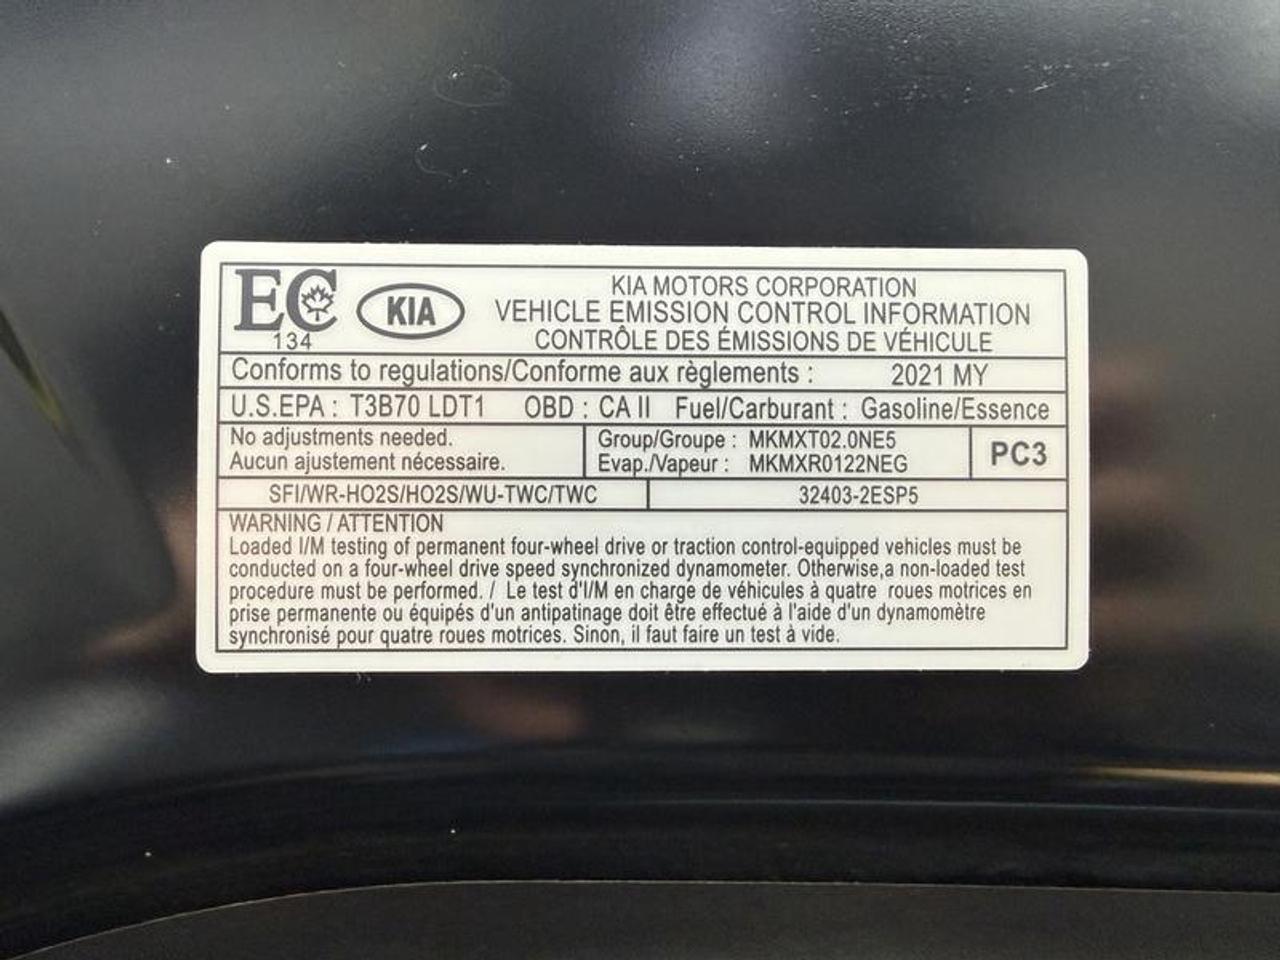 EC
134
KIA
KIA MOTORS CORPORATION
VEHICLE EMISSION CONTROL INFORMATION
CONTRÔLE DES ÉMISSIONS DE VÉHICULE
Conforms to regulations/Conforme aux règlements : 2021 MY
U.S.EPA : T3B70 LDT1 OBD : CA II Fuel/Carburant : Gasoline/Essence
No adjustments needed.
Aucun ajustement nécessaire.
Group/Groupe : MKMXT02.0NE5
Evap./Vapeur : MKMXR0122NEG
PC3
SFI/WR-HO2S/HO2S/WU-TWC/TWC
32403-2ESP5
WARNING / ATTENTION
Loaded I/M testing of permanent four-wheel drive or traction control-equipped vehicles must be
conducted on a four-wheel drive speed synchronized dynamometer. Otherwise,a non-loaded test
procedure must be performed. / Le test d'I/M en charge de véhicules à quatre roues motrices en
prise permanente ou équipés d'un antipatinage doit être effectué à l'aide d'un dynamomètre
synchronisé pour quatre roues motrices. Sinon, il faut faire un test à vide.